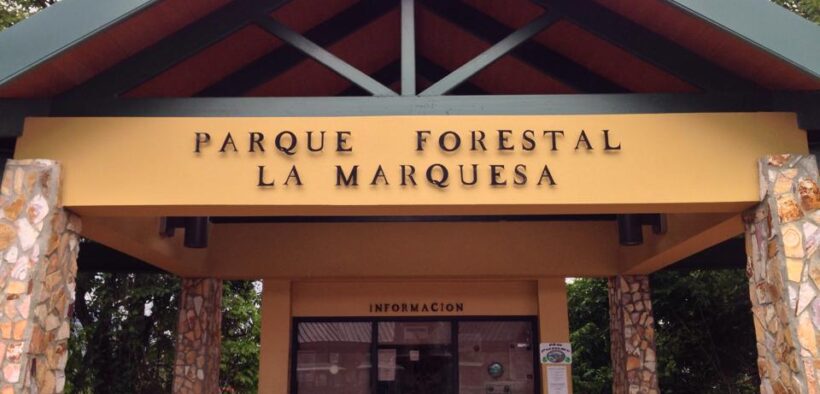 PARQUE FORESTAL
LA MARQUESA
INFORMACION